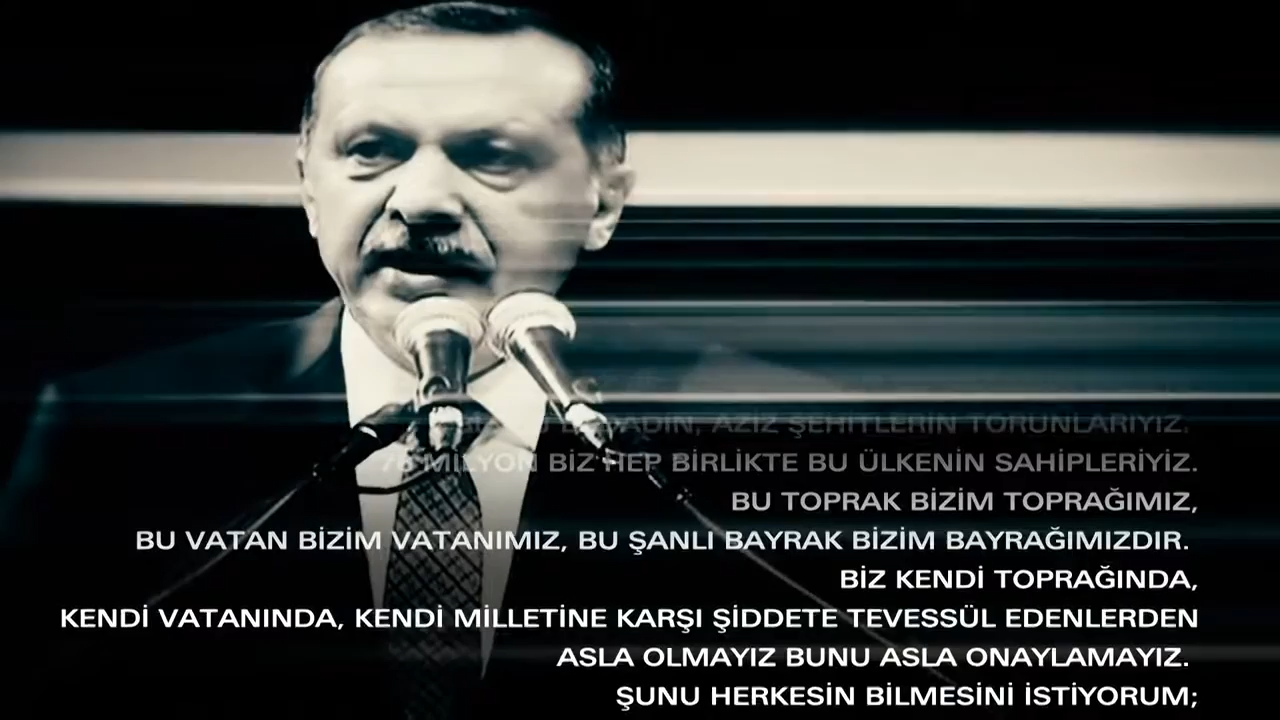 AZİZ ŞEHİTLERİN TORUNLARIYIZ.
MİLYON BİZ HEP BİRLİKTE BU ÜLKENİN SAHİPLERİYİZ.
BU TOPRAK BİZİM TOPRAĞIMIZ,
BU VATAN BİZİM VATANIMIZ, BU ŞANLI BAYRAK BİZİM BAYRAĞIMIZDIR.
BİZ KENDİ TOPRAĞINDA,
KENDİ VATANINDA, KENDİ MİLLETİNE KARŞI ŞİDDETE TEVESSÜL EDENLERDEN
ASLA OLMAYIZ BUNU ASLA ONAYLAMAYIZ.
ŞUNU HERKESİN BİLMESİNİ İSTİYORUM;